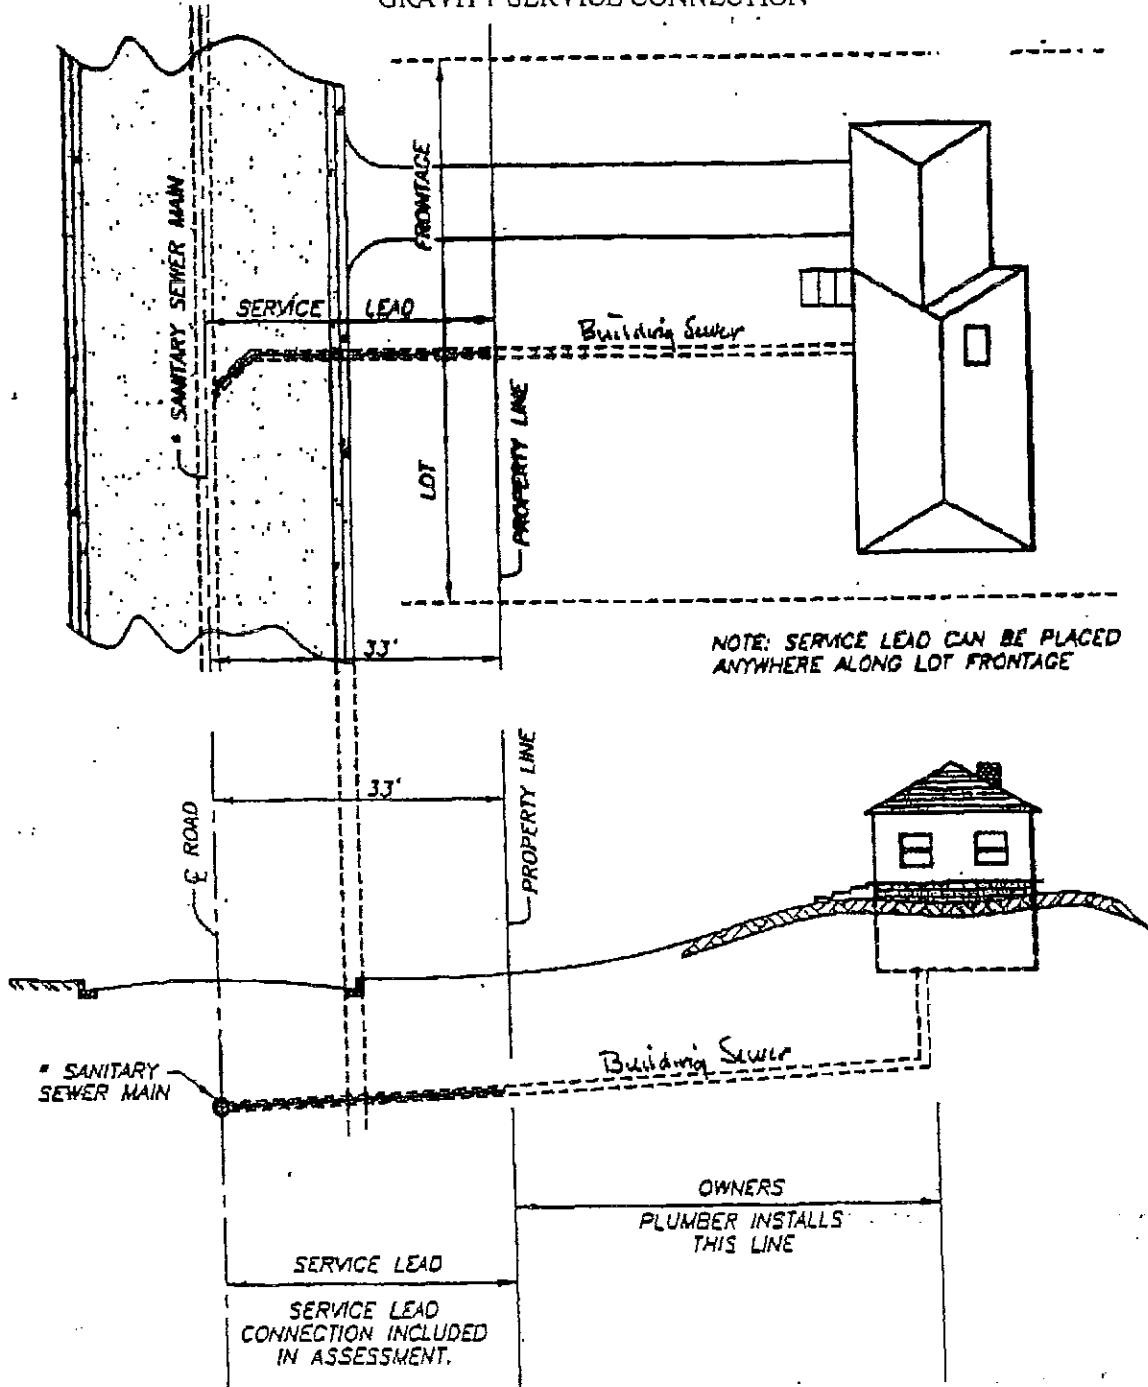 GRAVITY SERVICE CONNECTION
FRONTAGE
* SANITARY SEWER MAIN
SERVICE LEAD
Building Sewer
LOT
PROPERTY LINE
33'
NOTE: SERVICE LEAD CAN BE PLACED
ANYWHERE ALONG LOT FRONTAGE
33'
℄ ROAD
PROPERTY LINE
* SANITARY
SEWER MAIN
Building Sewer
OWNERS
PLUMBER INSTALLS
THIS LINE
SERVICE LEAD
SERVICE LEAD
CONNECTION INCLUDED
IN ASSESSMENT.